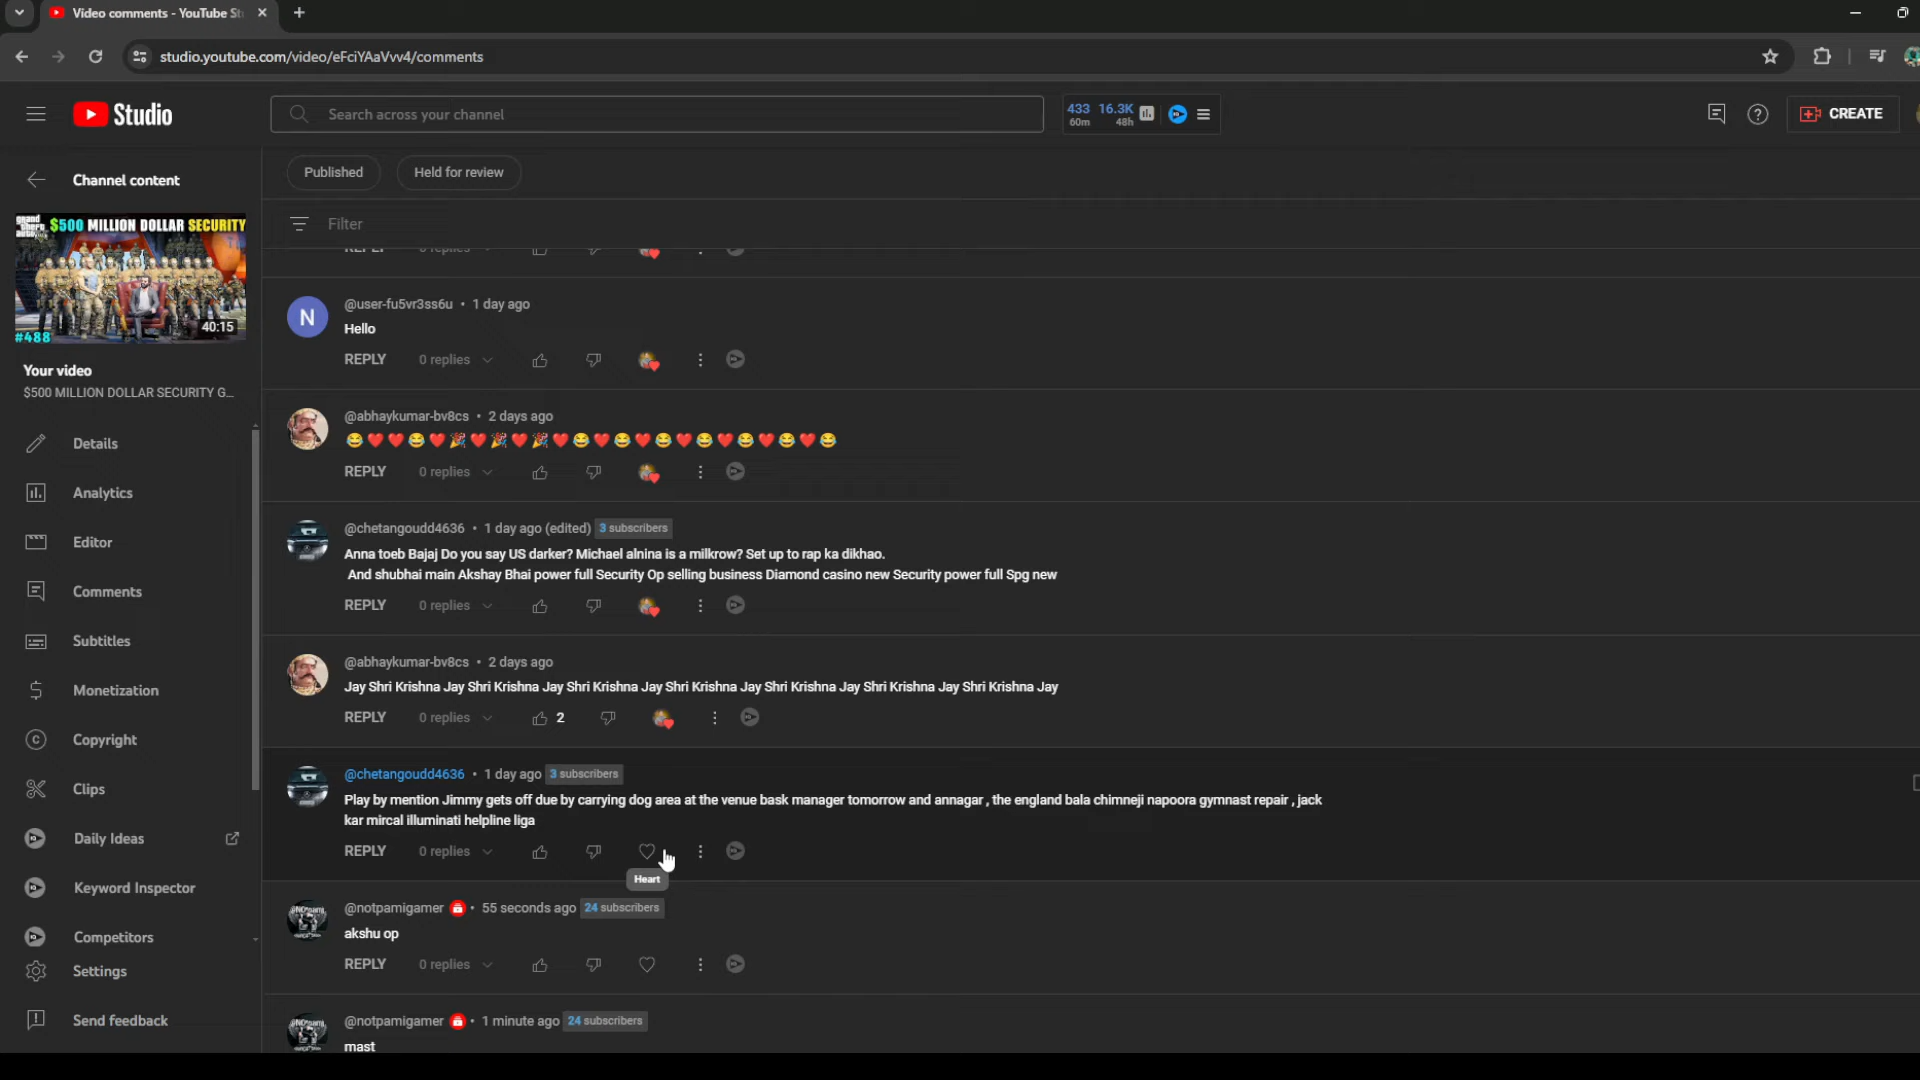 Video comments - YouTube St
studio.youtube.com/video/eFciYAaVvv4/comments
Studio
Search across your channel
433 16.3K
60m 48h
CREATE
Channel content
grand theft auto $500 MILLION DOLLAR SECURITY
#488
40:15
Your video
$500 MILLION DOLLAR SECURITY G...
Details
Analytics
Editor
Comments
Subtitles
Monetization
Copyright
Clips
Daily Ideas
Keyword Inspector
Competitors
Settings
Send feedback
Published Held for review
Filter
REPLY 0 replies
N
@user-fu5vr3ss6u • 1 day ago
Hello
REPLY 0 replies
@abhaykumar-bv8cs • 2 days ago
😂❤️❤️😂❤️🎉❤️🎉❤️🎉❤️😂❤️😂❤️😂❤️😂❤️😂❤️😂❤️😂
REPLY 0 replies
@chetangoudd4636 • 1 day ago (edited) 3 subscribers
Anna toeb Bajaj Do you say US darker? Michael alnina is a milkrow? Set up to rap ka dikhao.
And shubhai main Akshay Bhai power full Security Op selling business Diamond casino new Security power full Spg new
REPLY 0 replies
@abhaykumar-bv8cs • 2 days ago
Jay Shri Krishna Jay Shri Krishna Jay Shri Krishna Jay Shri Krishna Jay Shri Krishna Jay Shri Krishna Jay Shri Krishna Jay
REPLY 0 replies 2
@chetangoudd4636 • 1 day ago 3 subscribers
Play by mention Jimmy gets off due by carrying dog area at the venue bask manager tomorrow and annagar , the england bala chimneji napoora gymnast repair , jack
kar mircal illuminati helpline liga
REPLY 0 replies
Heart
@notpamigamer • 55 seconds ago 24 subscribers
akshu op
REPLY 0 replies
@notpamigamer • 1 minute ago 24 subscribers
mast